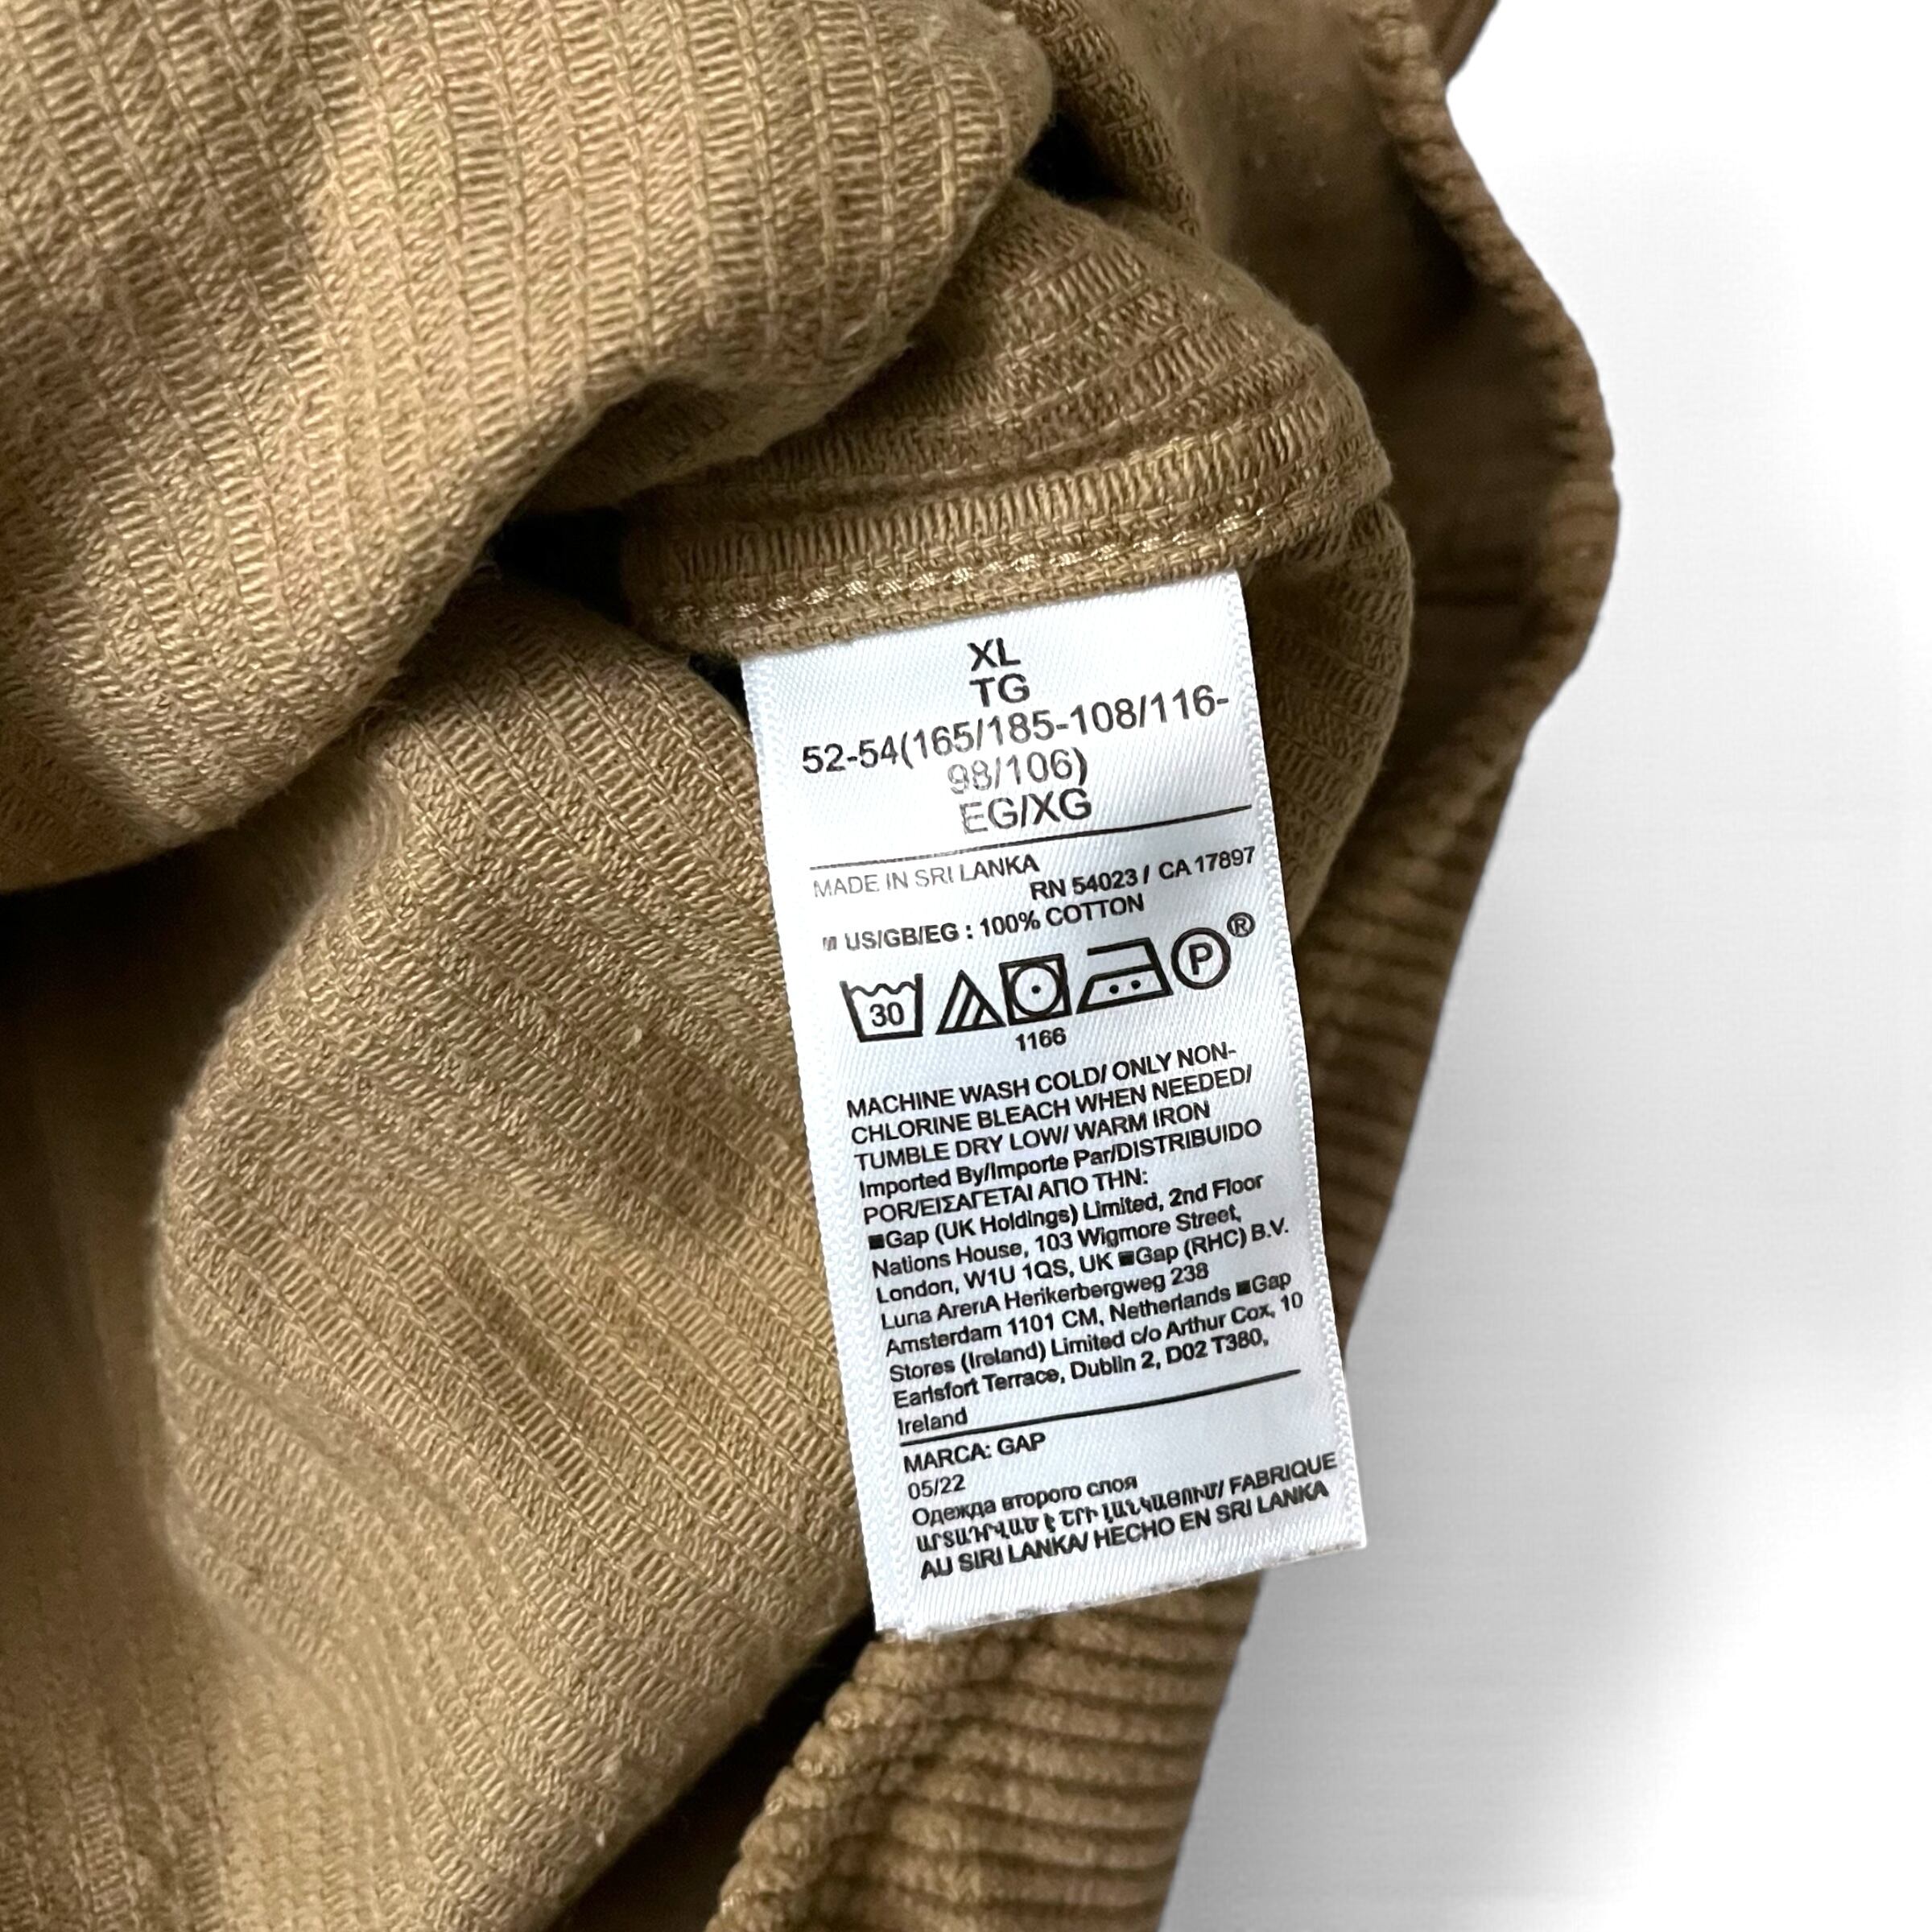 XL
TG
52-54(165/185-108/116-
98/106)
EG/XG
MADE IN SRI LANKA
RN 54023 / CA 17897
US/GB/EG : 100% COTTON
30
P ®
1166
MACHINE WASH COLD/ ONLY NON-
CHLORINE BLEACH WHEN NEEDED/
TUMBLE DRY LOW/ WARM IRON
Imported By/Importe Par/DISTRIBUIDO
POR/ΕΙΣΑΓΕΤΑΙ ΑΠΟ ΤΗΝ:
■Gap (UK Holdings) Limited, 2nd Floor
Nations House, 103 Wigmore Street,
London, W1U 1QS, UK ■Gap (RHC) B.V.
Luna ArenA Herikerbergweg 238
Amsterdam 1101 CM, Netherlands ■Gap
Stores (Ireland) Limited c/o Arthur Cox, 10
Earlsfort Terrace, Dublin 2, D02 T380,
Ireland
MARCA: GAP
05/22
Одежда второго слоя
ԱՐՏԱԴՐՎԱԾ Է ՇՐԻ ԼԱՆԿԱՅՈՒՄ/ FABRIQUE
AU SIRI LANKA/ HECHO EN SRI LANKA